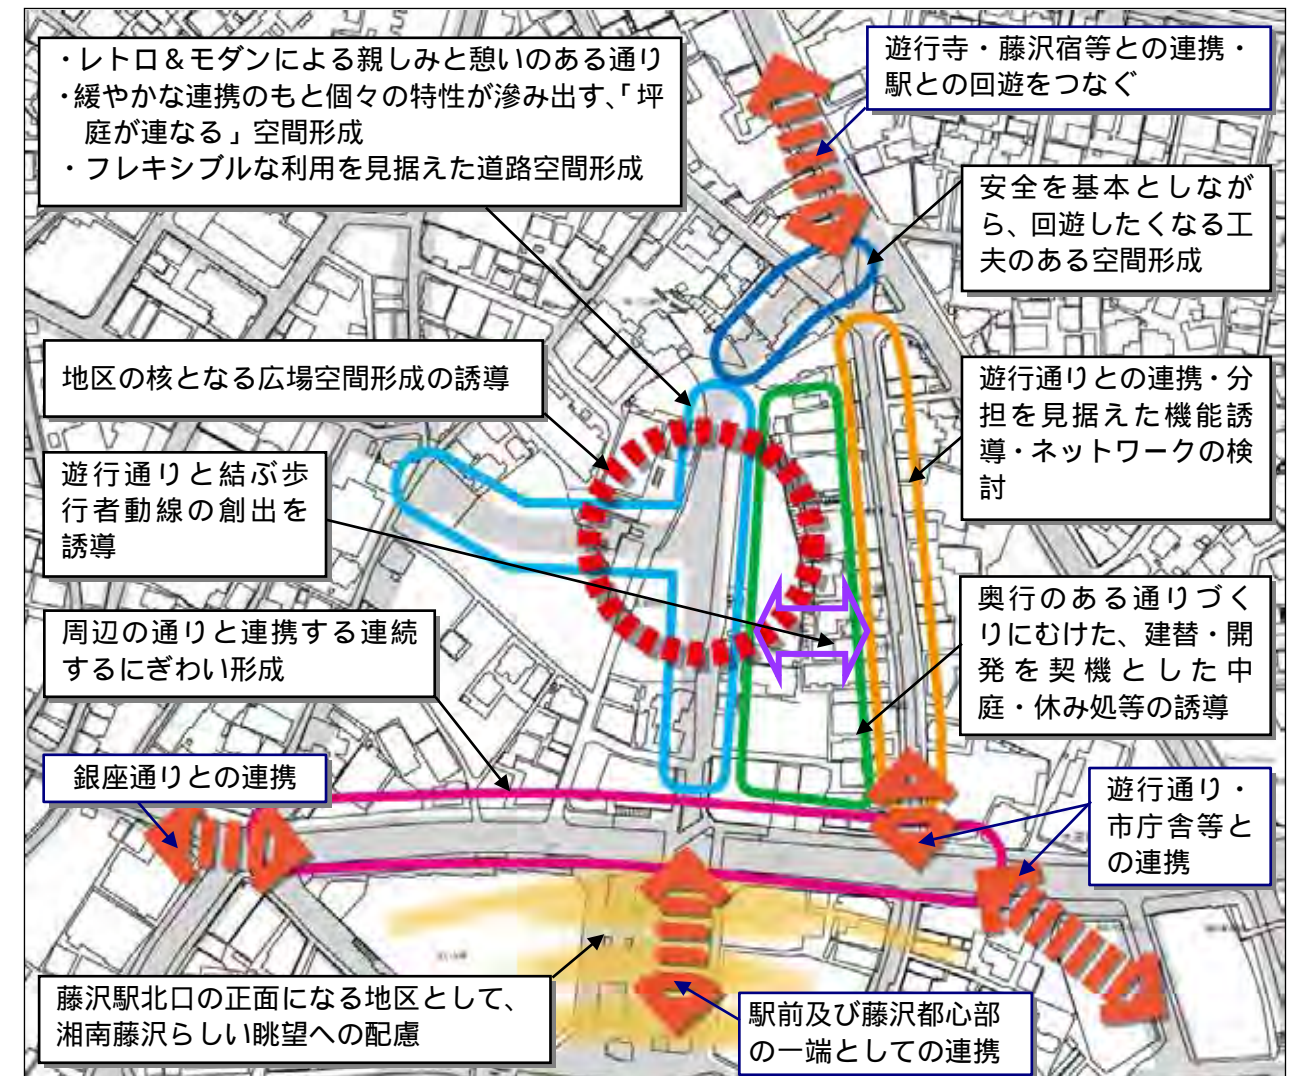 ・レトロ＆モダンによる親しみと憩いのある通り
・緩やかな連携のもと個々の特性が滲み出す、「坪
庭が連なる」空間形成
・フレキシブルな利用を見据えた道路空間形成
遊行寺・藤沢宿等との連携・
駅との回遊をつなぐ
安全を基本としなが
ら、回遊したくなる工
夫のある空間形成
地区の核となる広場空間形成の誘導
遊行通りとの連携・分
担を見据えた機能誘
導・ネットワークの検
討
遊行通りと結ぶ歩
行者動線の創出を
誘導
奥行のある通りづく
りにむけた、建替・開
発を契機とした中
庭・休み処等の誘導
周辺の通りと連携する連続
するにぎわい形成
銀座通りとの連携
遊行通り・
市庁舎等と
の連携
藤沢駅北口の正面になる地区として、
湘南藤沢らしい眺望への配慮
駅前及び藤沢都心部
の一端としての連携